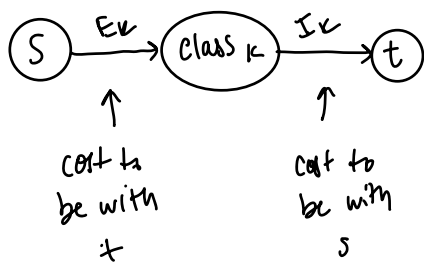 S
Ek
class k
Ik
t
cost to
be with
t
cost to
be with
s